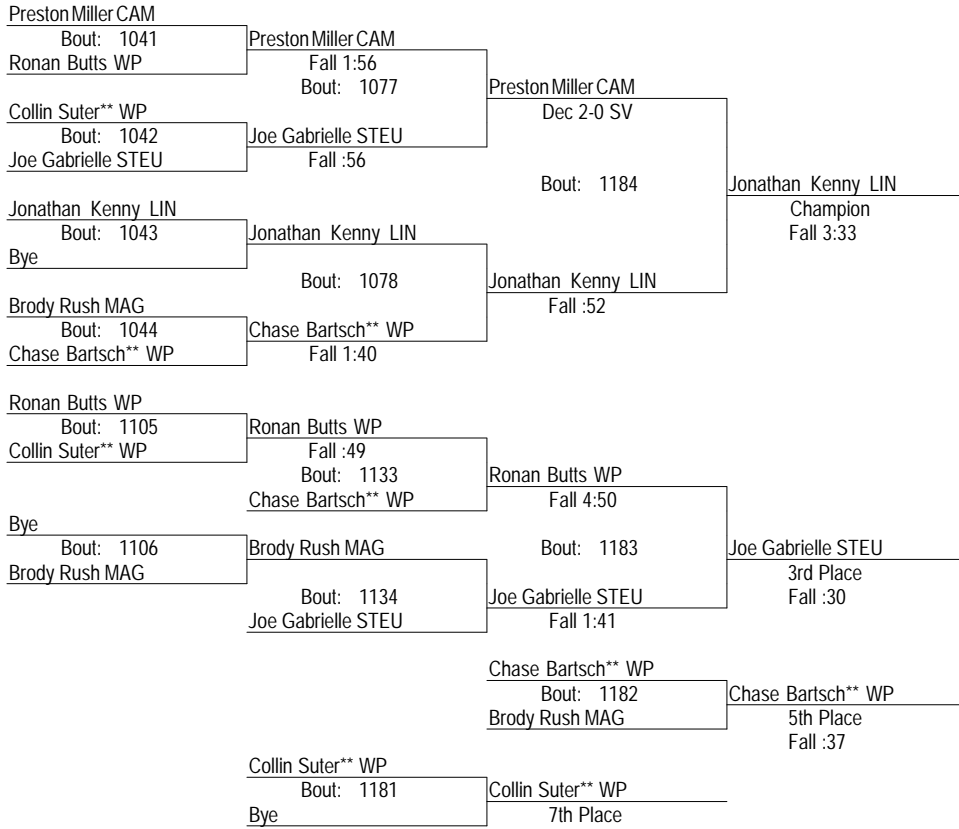 Preston Miller CAM
Bout: 1041
Ronan Butts WP
Preston Miller CAM
Fall 1:56
Bout: 1077
Collin Suter** WP
Bout: 1042
Joe Gabrielle STEU
Joe Gabrielle STEU
Fall :56
Preston Miller CAM
Dec 2-0 SV
Bout: 1184
Jonathan Kenny LIN
Bout: 1043
Bye
Jonathan Kenny LIN
Bout: 1078
Brody Rush MAG
Bout: 1044
Chase Bartsch** WP
Chase Bartsch** WP
Fall 1:40
Jonathan Kenny LIN
Fall :52
Jonathan Kenny LIN
Champion
Fall 3:33
Ronan Butts WP
Bout: 1105
Collin Suter** WP
Ronan Butts WP
Fall :49
Bout: 1133
Chase Bartsch** WP
Ronan Butts WP
Fall 4:50
Bout: 1183
Bye
Bout: 1106
Brody Rush MAG
Brody Rush MAG
Bout: 1134
Joe Gabrielle STEU
Joe Gabrielle STEU
Fall 1:41
Joe Gabrielle STEU
3rd Place
Fall :30
Chase Bartsch** WP
Bout: 1182
Brody Rush MAG
Chase Bartsch** WP
5th Place
Fall :37
Collin Suter** WP
Bout: 1181
Bye
Collin Suter** WP
7th Place